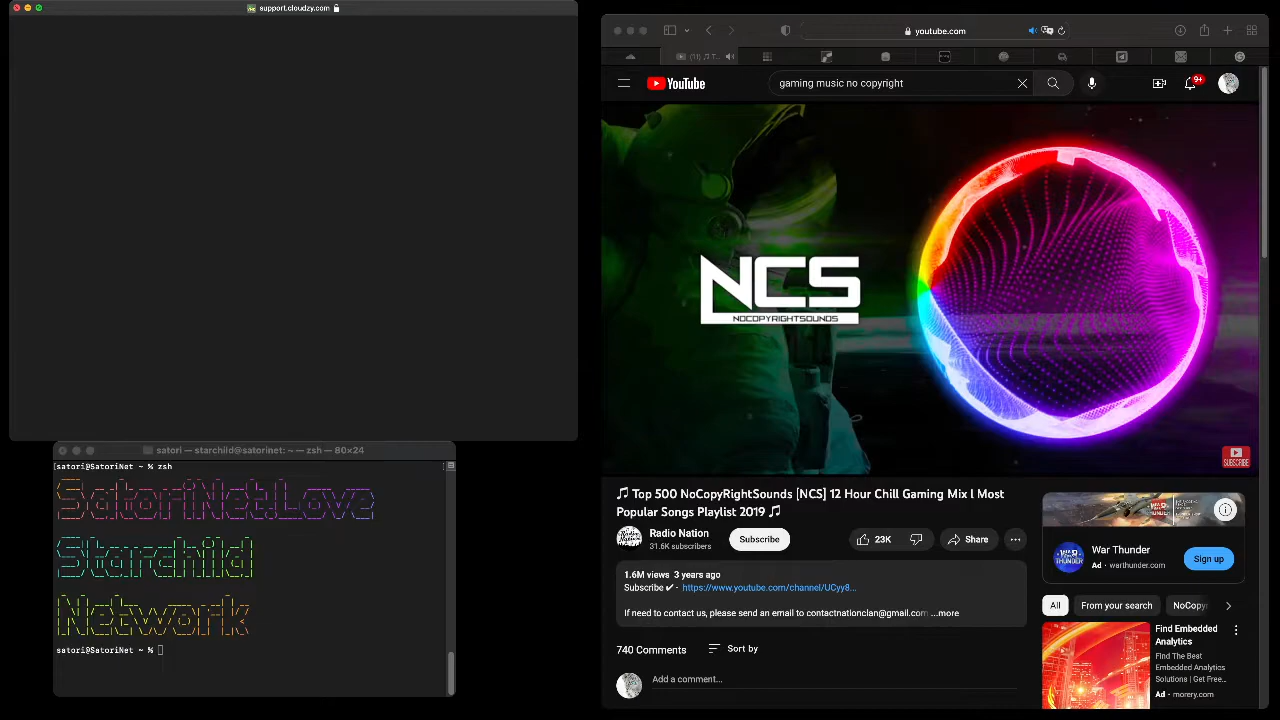 support.cloudzy.com
satori — starchild@satorinet: ~ — zsh — 80×24
[satori@SatoriNet ~ % zsh
SatoriNetLove
Starchild
Network
satori@SatoriNet ~ %
youtube.com
(11) ♫ T...
YouTube
gaming music no copyright
9+
NCS
NOCOPYRIGHTSOUNDS
SUBSCRIBE
♫ Top 500 NoCopyRightSounds [NCS] 12 Hour Chill Gaming Mix l Most
Popular Songs Playlist 2019 ♫
Radio Nation
31.6K subscribers
Subscribe
23K
Share
1.6M views 3 years ago
Subscribe ✔ - https://www.youtube.com/channel/UCyy8...
If need to contact us, please send an email to contactnationclan@gmail.com ...more
740 Comments
Sort by
Add a comment...
War Thunder
Ad · warthunder.com
Sign up
All
From your search
NoCopy
Find Embedded
Analytics
Find The Best
Embedded Analytics
Solutions | Get Free...
Ad · morery.com